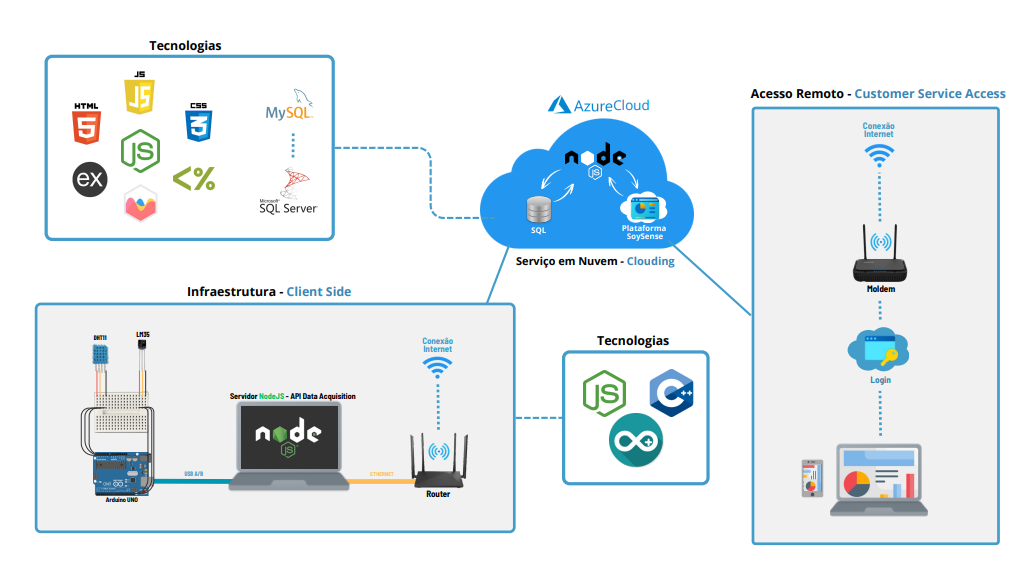 Tecnologias
JS
HTML
CSS
MySQL
JS
ex
<%
Microsoft
SQL Server
AzureCloud
node
JS
SQL
Plataforma
SoySense
Serviço em Nuvem - Clouding
Acesso Remoto - Customer Service Access
Conexão
Internet
Moldem
Login
Infraestrutura - Client Side
DHT11
LM35
Servidor NodeJS - API Data Acquisition
node
JS
Arduino UNO
USB A/B
ETHERNET
Conexão
Internet
Router
Tecnologias
JS
C++